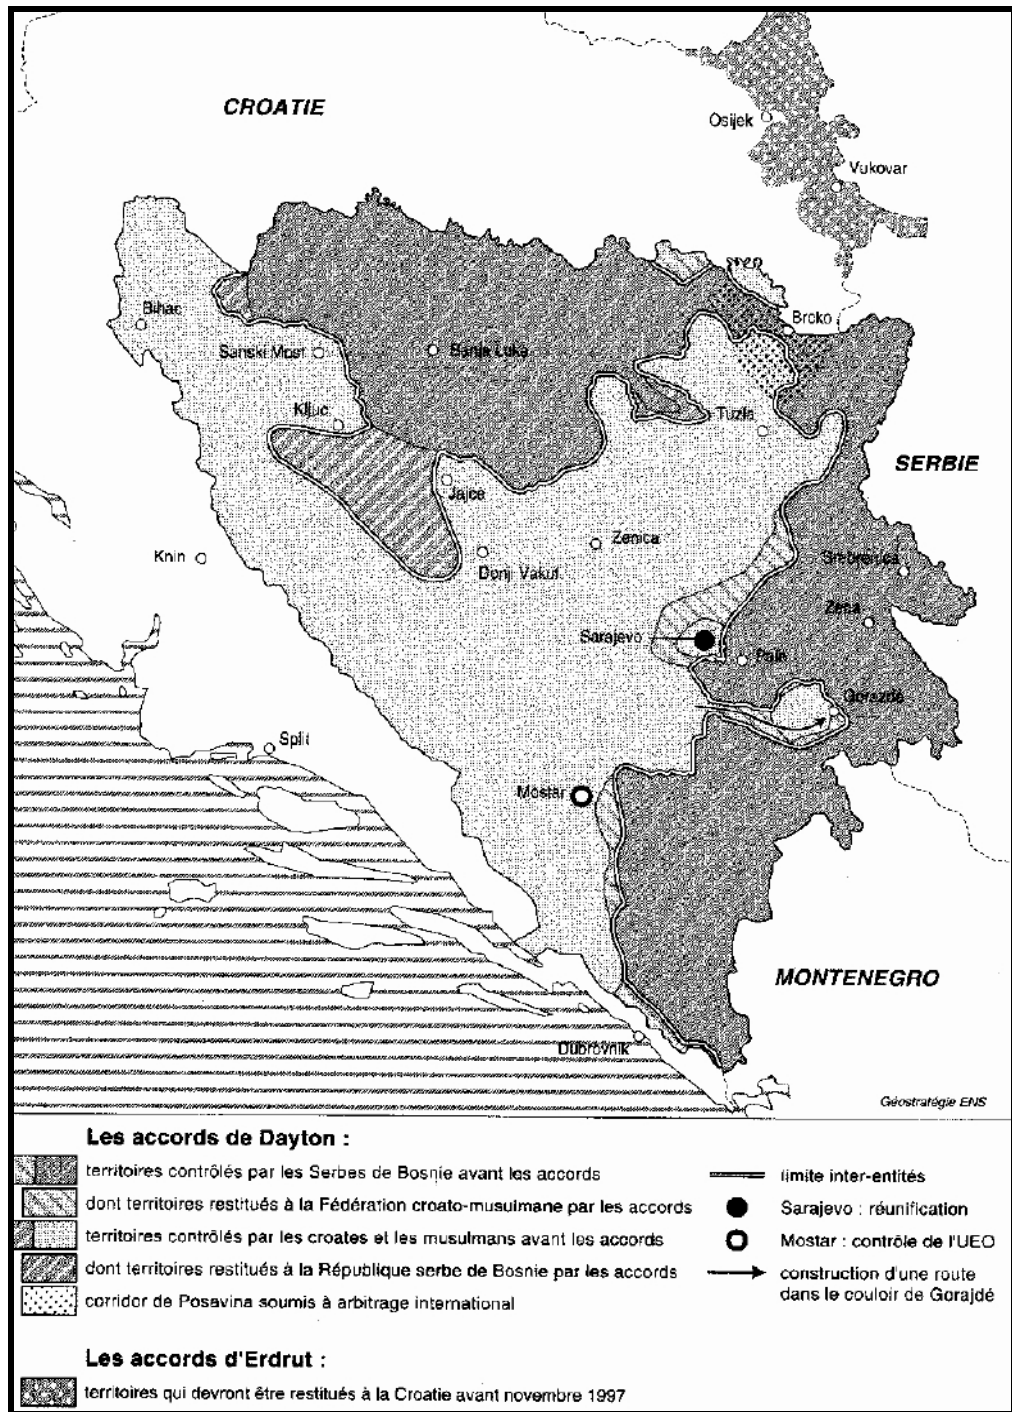 CROATIE
Osijek
Vukovar
Bihac
Brcko
Sanski Most
Banja Luka
Kljuc
Tuzla
SERBIE
Jajce
Zenica
Knin
Donji Vakuf
Srebrenica
Zepa
Sarajevo
Pale
Gorazdé
Split
Mostar
MONTENEGRO
Dubrovnik
Géostratégie ENS
Les accords de Dayton :
territoires contrôlés par les Serbes de Bosnie avant les accords
dont territoires restitués à la Fédération croato-musulmane par les accords
territoires contrôlés par les croates et les musulmans avant les accords
dont territoires restitués à la République serbe de Bosnie par les accords
corridor de Posavina soumis à arbitrage international
limite inter-entités
Sarajevo : réunification
Mostar : contrôle de l'UEO
construction d'une route
dans le couloir de Gorajdé
Les accords d'Erdrut :
territoires qui devront être restitués à la Croatie avant novembre 1997